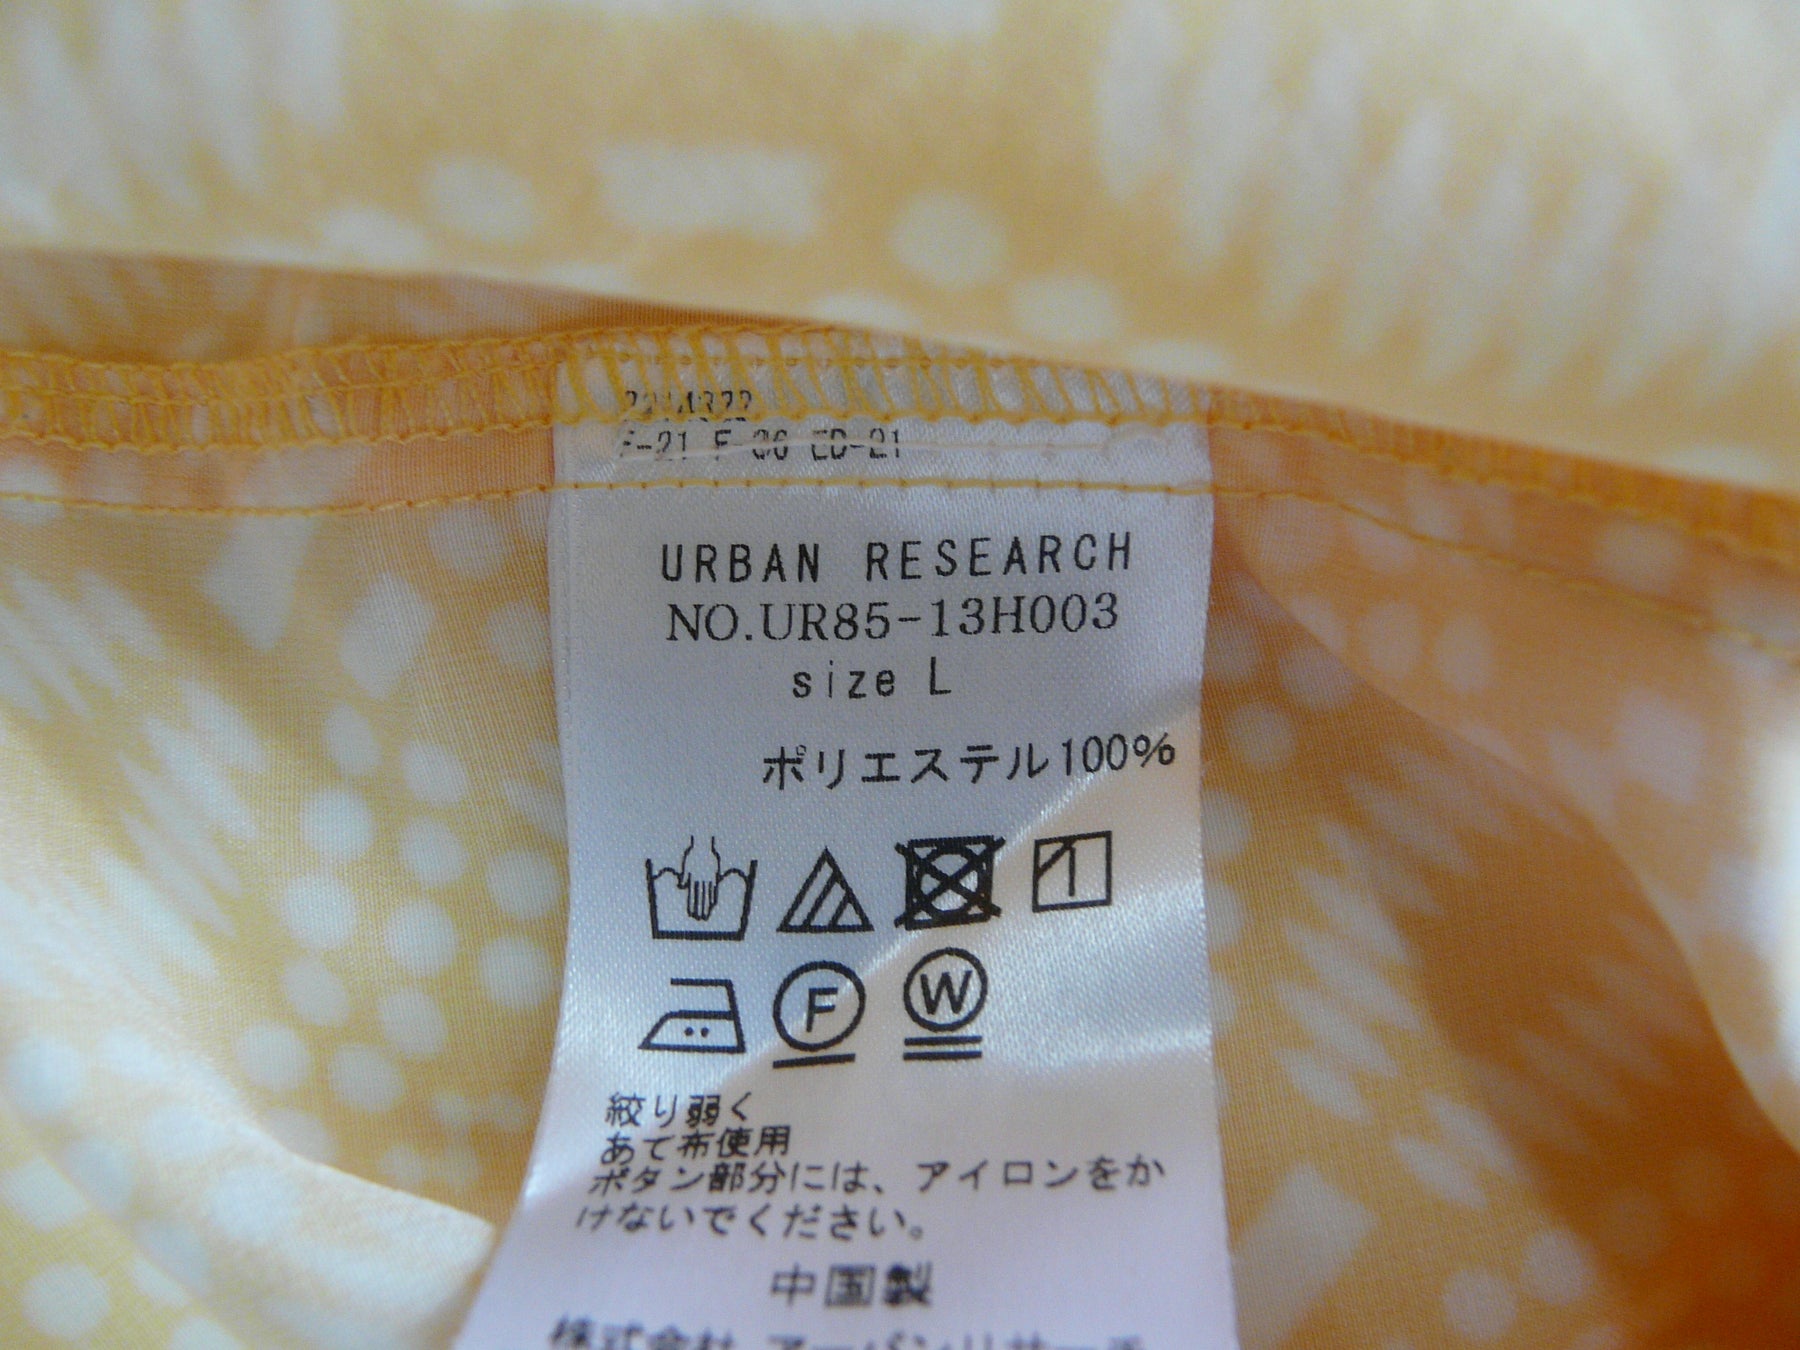 URBAN RESEARCH
NO.UR85-13H003
size L
ポリエステル100%
F
W
絞り弱く
あて布使用
ボタン部分には、アイロンをか
けないでください。
中国製